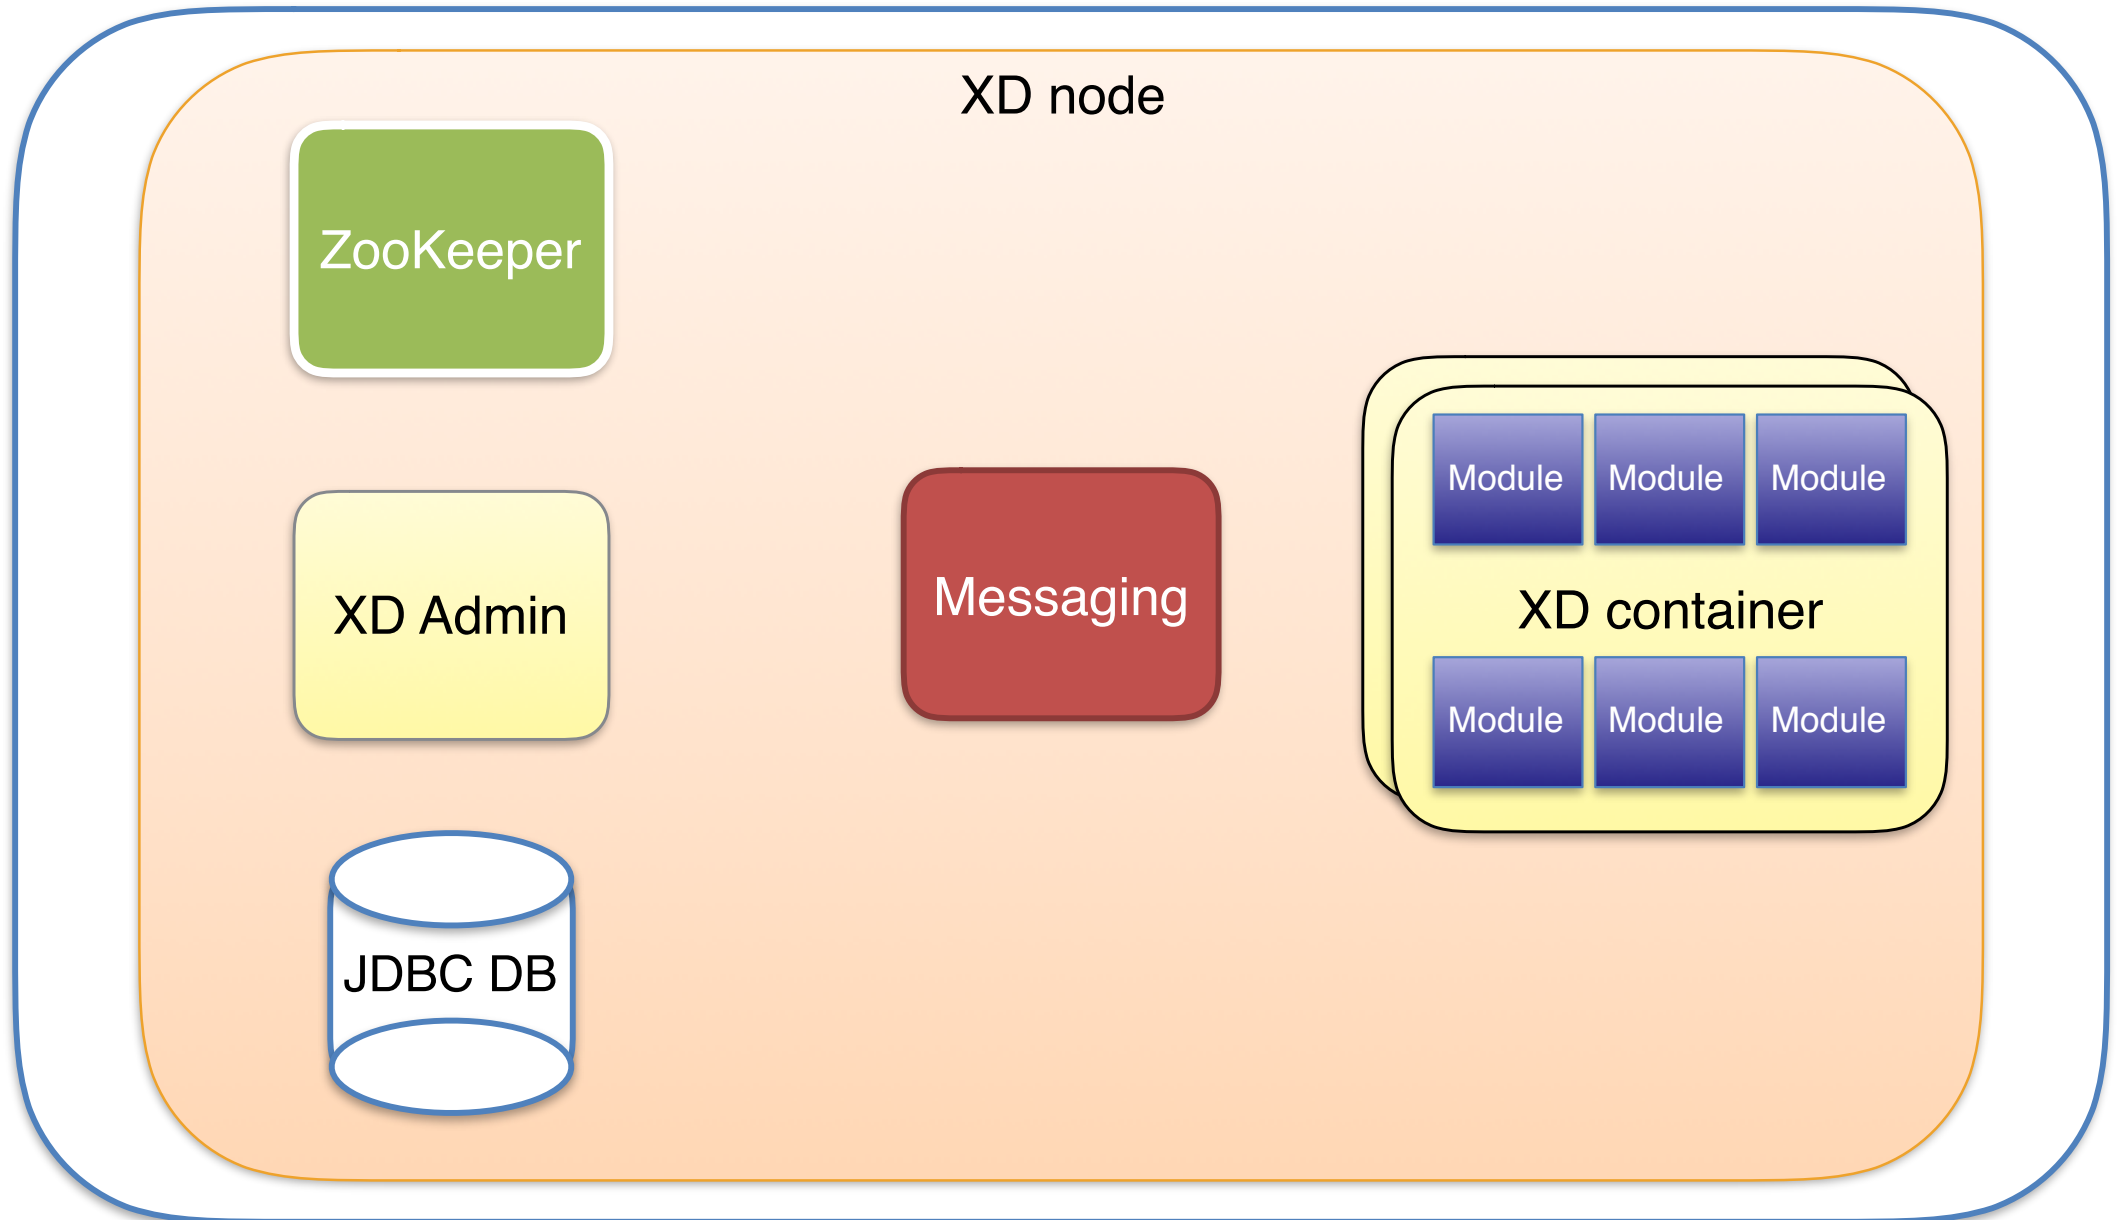 XD node
ZooKeeper
XD Admin
JDBC DB
Messaging
Module Module Module
XD container
Module Module Module